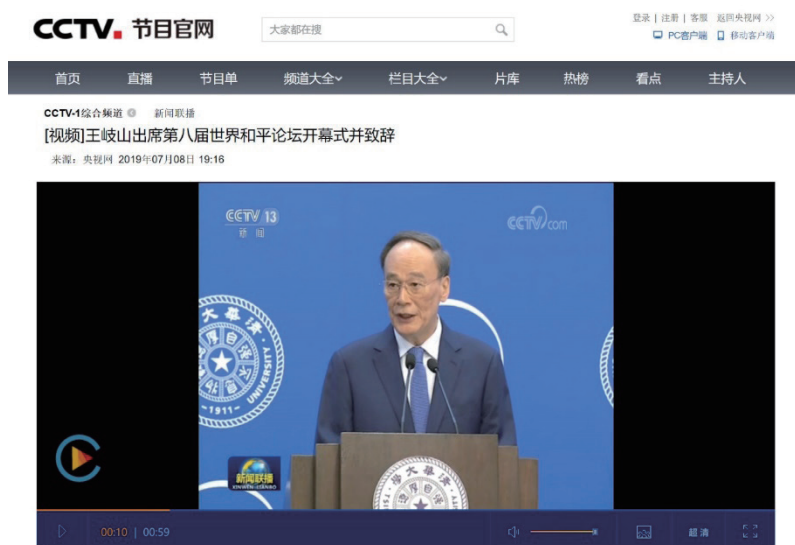 CCTV. 节目官网
大家都在搜
登录 | 注册 | 客服 返回央视网 >>
PC客户端 移动客户端
首页 直播 节目单 频道大全 栏目大全 片库 热榜 看点 主持人
CCTV-1综合频道 新闻联播
[视频]王岐山出席第八届世界和平论坛开幕式并致辞
来源：央视网 2019年07月08日 19:16
CCTV 13
新闻
CCTV com
UNIVERSITY
-1911-
新闻联播
XINWEN LIANBO
00:10 | 00:59
超清